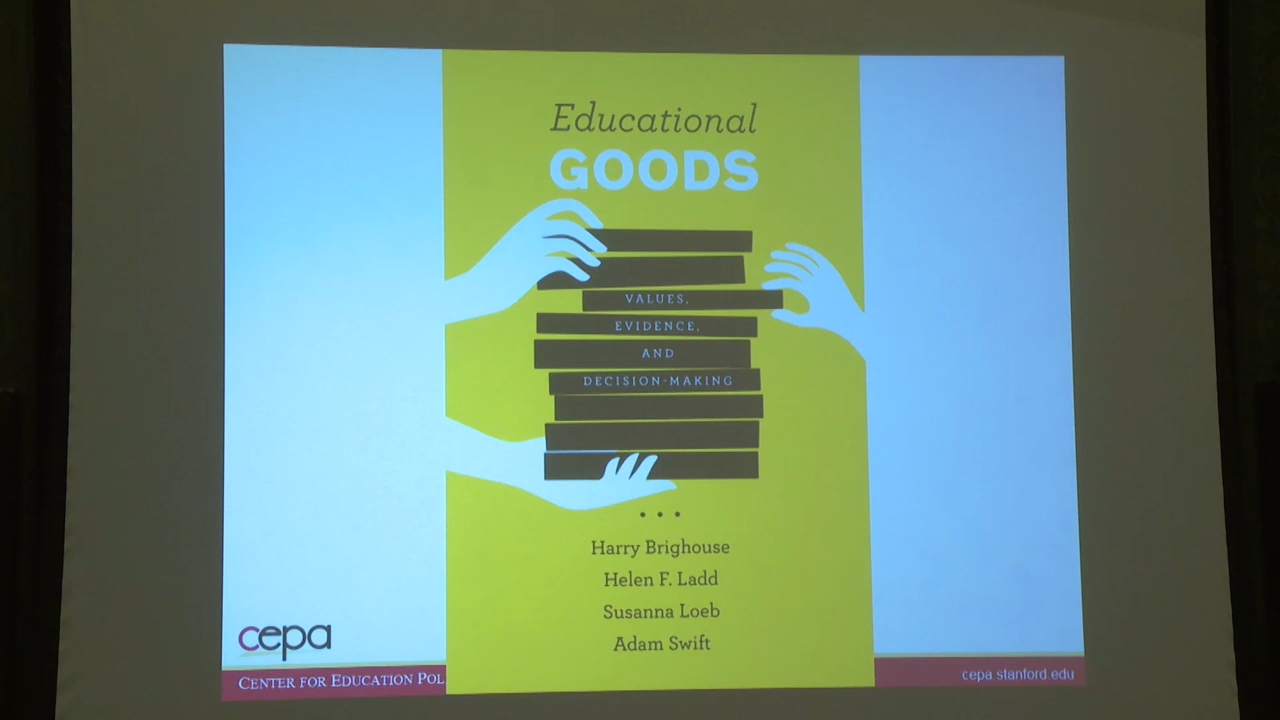 Educational
GOODS
VALUES,
EVIDENCE,
AND
DECISION-MAKING
Harry Brighouse
Helen F. Ladd
Susanna Loeb
Adam Swift
cepa
CENTER FOR EDUCATION POL
cepa.stanford.edu